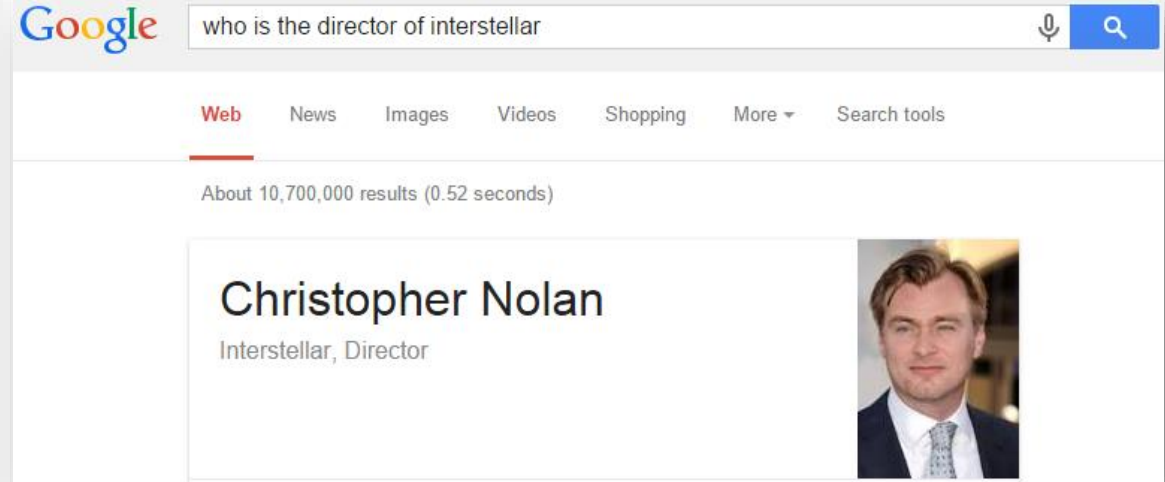 Google who is the director of interstellar
Web News Images Videos Shopping More Search tools
About 10,700,000 results (0.52 seconds)
Christopher Nolan
Interstellar, Director